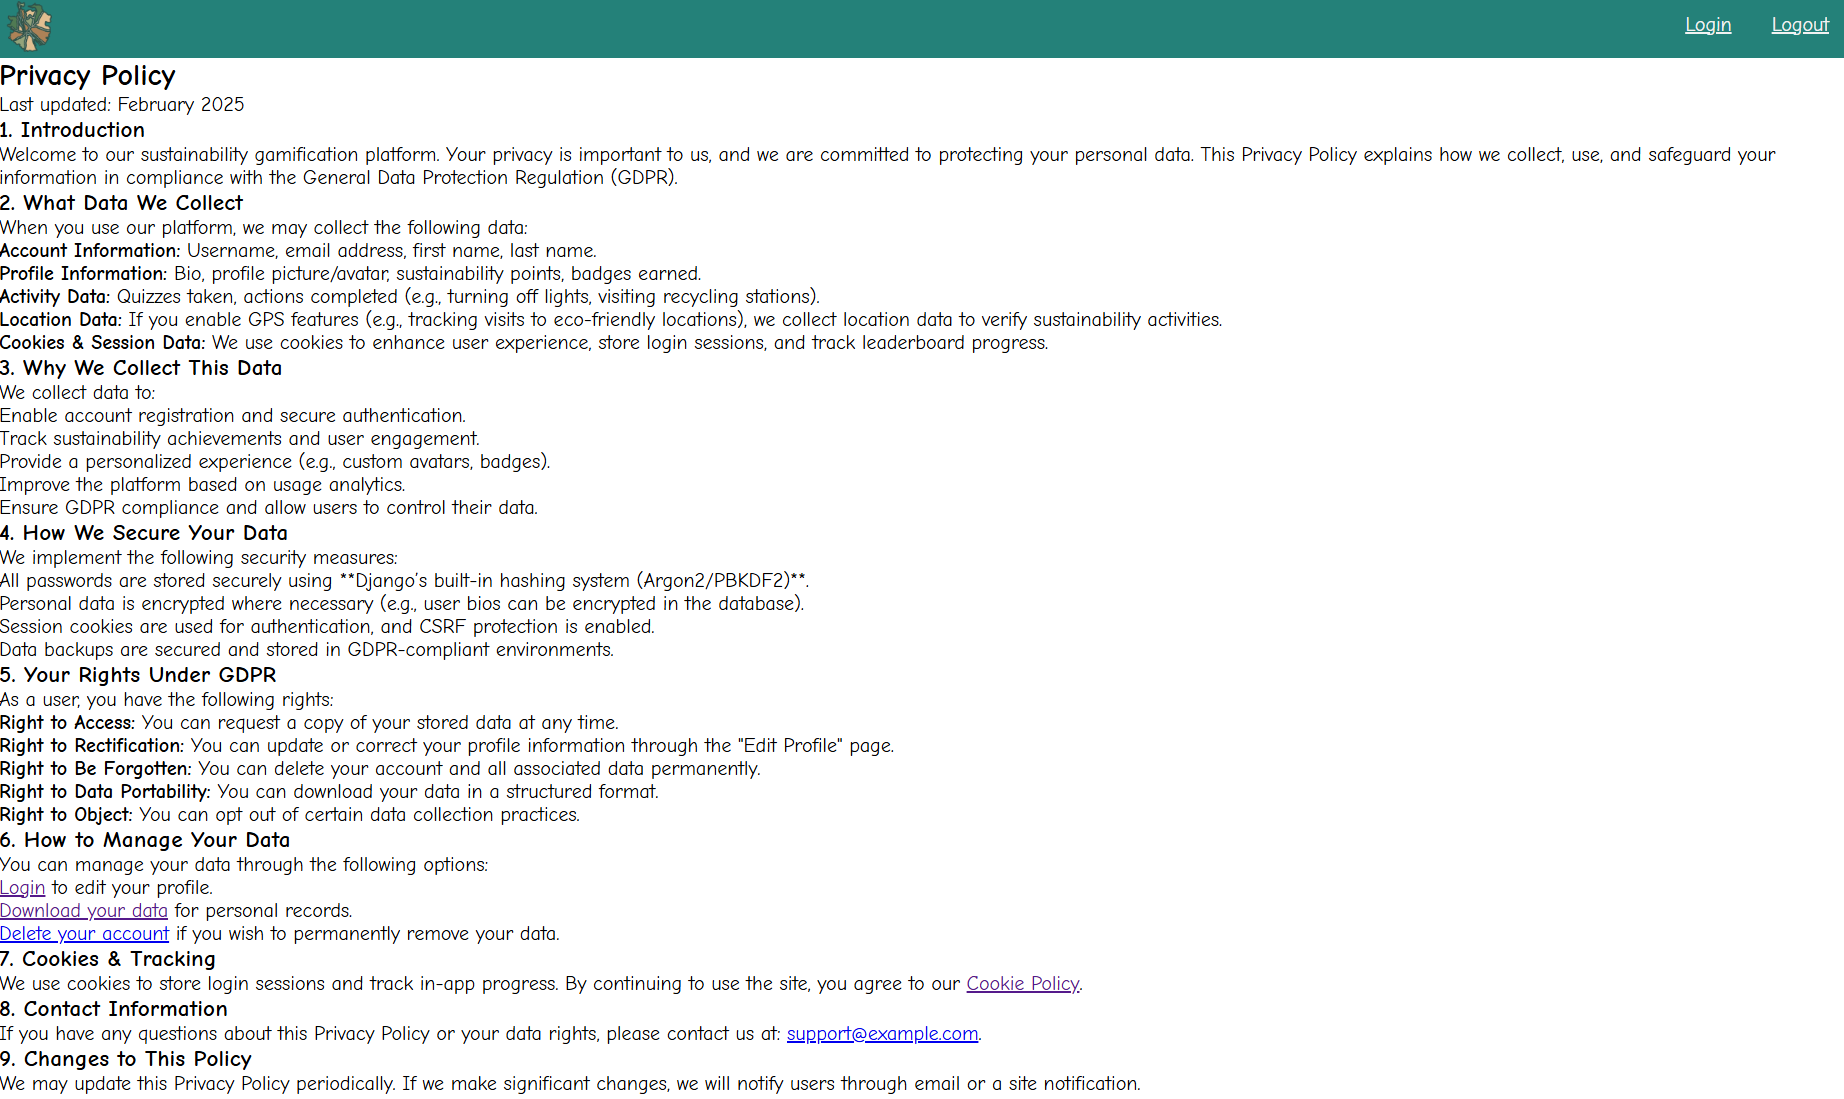 Login Logout
Privacy Policy
Last updated: February 2025
1. Introduction
Welcome to our sustainability gamification platform. Your privacy is important to us, and we are committed to protecting your personal data. This Privacy Policy explains how we collect, use, and safeguard your
information in compliance with the General Data Protection Regulation (GDPR).
2. What Data We Collect
When you use our platform, we may collect the following data:
Account Information: Username, email address, first name, last name.
Profile Information: Bio, profile picture/avatar, sustainability points, badges earned.
Activity Data: Quizzes taken, actions completed (e.g., turning off lights, visiting recycling stations).
Location Data: If you enable GPS features (e.g., tracking visits to eco-friendly locations), we collect location data to verify sustainability activities.
Cookies & Session Data: We use cookies to enhance user experience, store login sessions, and track leaderboard progress.
3. Why We Collect This Data
We collect data to:
Enable account registration and secure authentication.
Track sustainability achievements and user engagement.
Provide a personalized experience (e.g., custom avatars, badges).
Improve the platform based on usage analytics.
Ensure GDPR compliance and allow users to control their data.
4. How We Secure Your Data
We implement the following security measures:
All passwords are stored securely using **Django's built-in hashing system (Argon2/PBKDF2)**.
Personal data is encrypted where necessary (e.g., user bios can be encrypted in the database).
Session cookies are used for authentication, and CSRF protection is enabled.
Data backups are secured and stored in GDPR-compliant environments.
5. Your Rights Under GDPR
As a user, you have the following rights:
Right to Access: You can request a copy of your stored data at any time.
Right to Rectification: You can update or correct your profile information through the "Edit Profile" page.
Right to Be Forgotten: You can delete your account and all associated data permanently.
Right to Data Portability: You can download your data in a structured format.
Right to Object: You can opt out of certain data collection practices.
6. How to Manage Your Data
You can manage your data through the following options:
Login to edit your profile.
Download your data for personal records.
Delete your account if you wish to permanently remove your data.
7. Cookies & Tracking
We use cookies to store login sessions and track in-app progress. By continuing to use the site, you agree to our Cookie Policy.
8. Contact Information
If you have any questions about this Privacy Policy or your data rights, please contact us at: support@example.com.
9. Changes to This Policy
We may update this Privacy Policy periodically. If we make significant changes, we will notify users through email or a site notification.